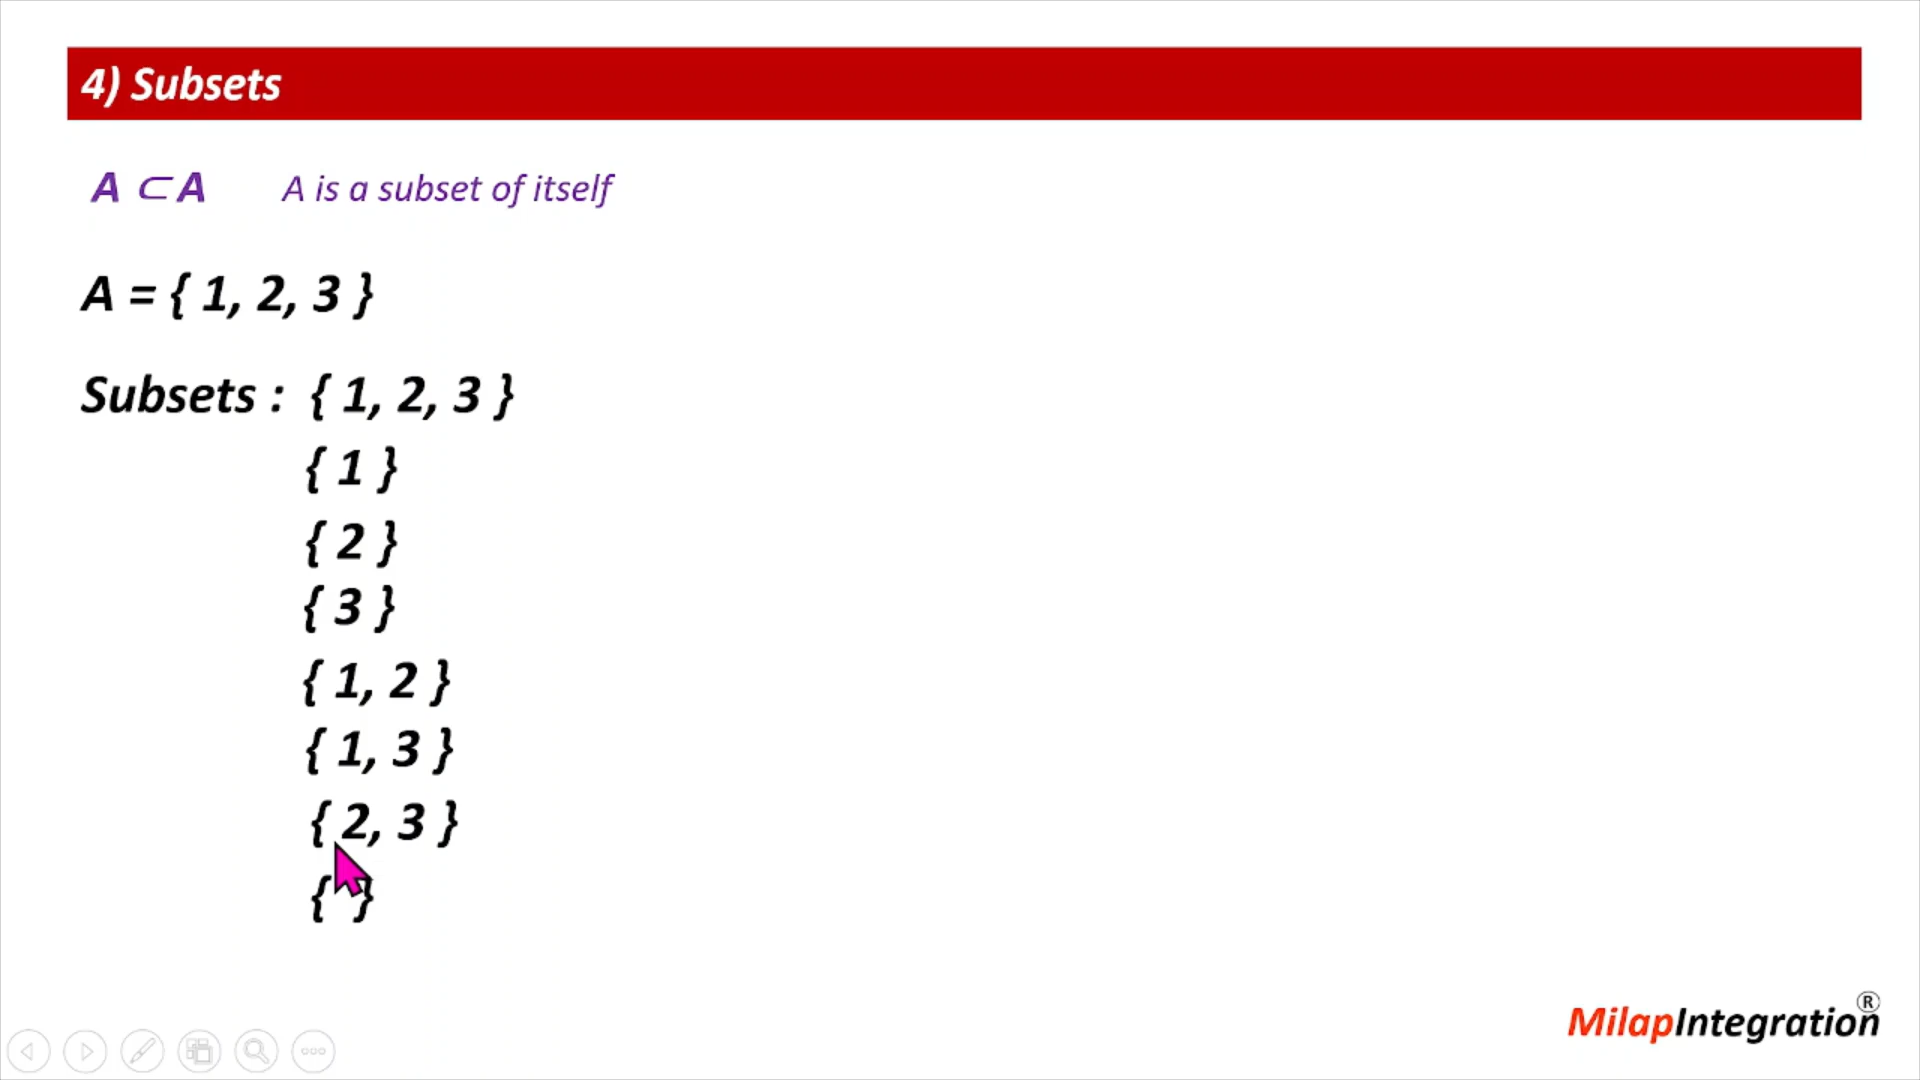 4) Subsets
A ⊂ A A is a subset of itself
A = { 1, 2, 3 }
Subsets : { 1, 2, 3 }
{ 1 }
{ 2 }
{ 3 }
{ 1, 2 }
{ 1, 3 }
{ 2, 3 }
{ }
MilapIntegration®